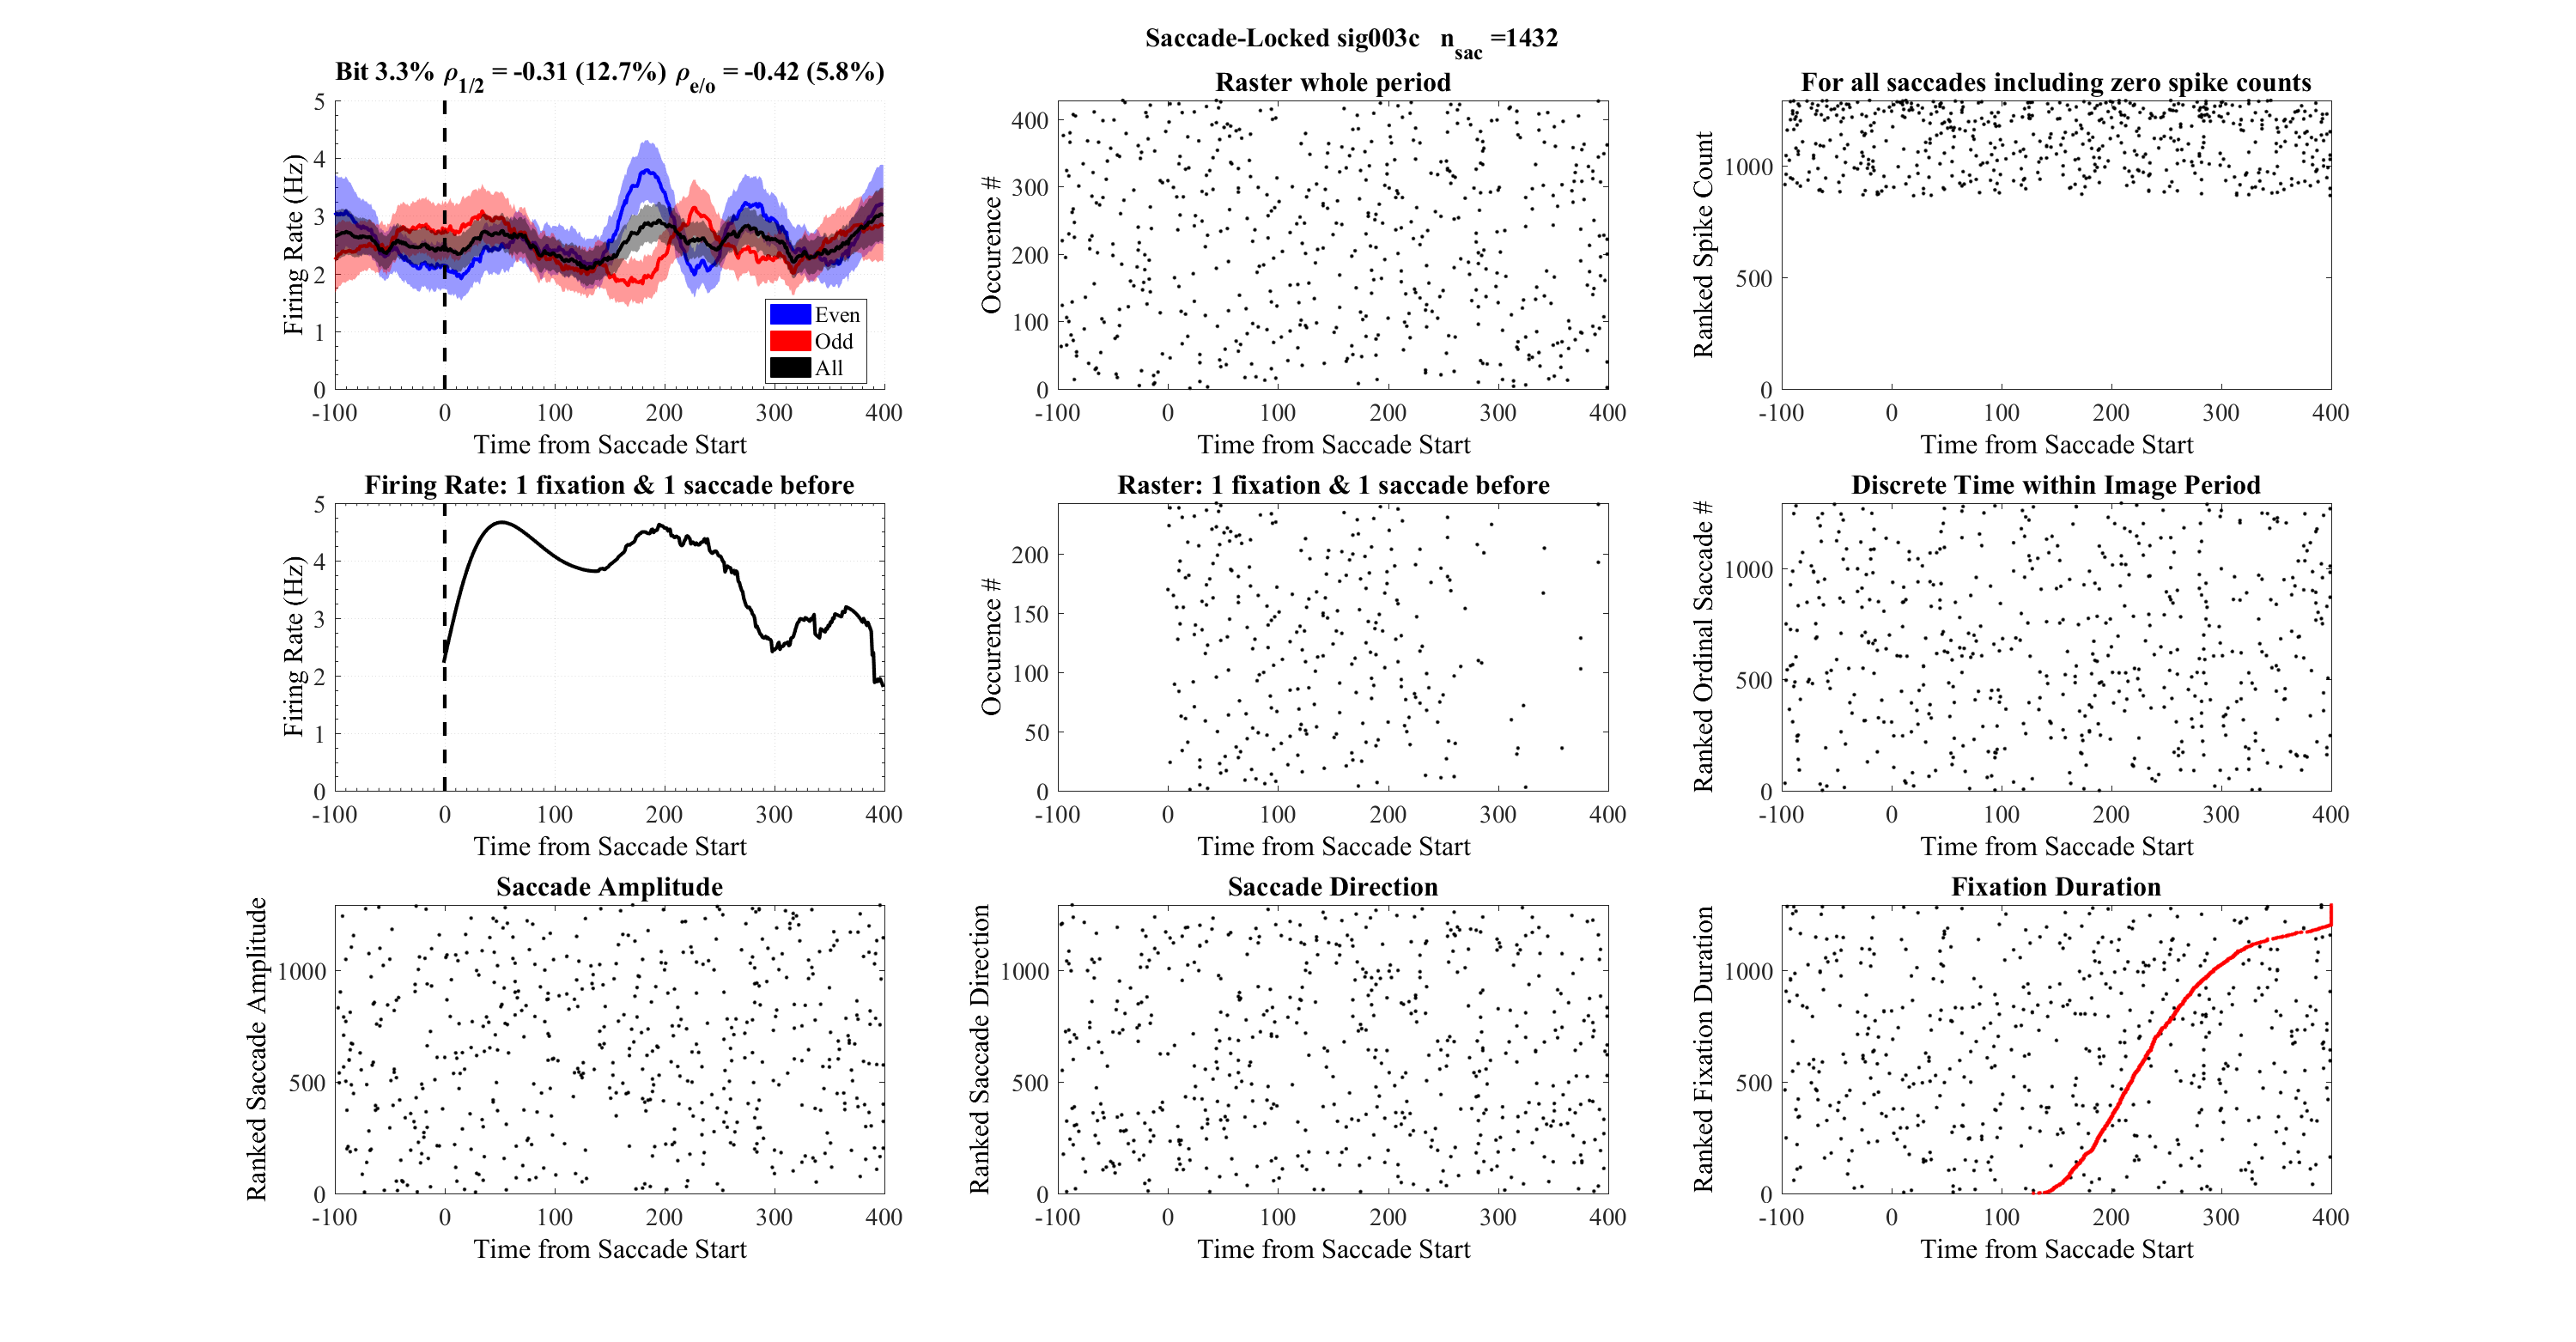 Saccade-Locked sig003c n_sac =1432
Bit 3.3% ρ_1/2 = -0.31 (12.7%) ρ_e/o = -0.42 (5.8%)
5
4
3
2
1
0
-100 0 100 200 300 400
Firing Rate (Hz)
Time from Saccade Start
Even
Odd
All
Raster whole period
400
300
200
100
0
-100 0 100 200 300 400
Occurence #
Time from Saccade Start
For all saccades including zero spike counts
1000
500
0
-100 0 100 200 300 400
Ranked Spike Count
Time from Saccade Start
Firing Rate: 1 fixation & 1 saccade before
5
4
3
2
1
0
-100 0 100 200 300 400
Firing Rate (Hz)
Time from Saccade Start
Raster: 1 fixation & 1 saccade before
200
150
100
50
0
-100 0 100 200 300 400
Occurence #
Time from Saccade Start
Discrete Time within Image Period
1000
500
0
-100 0 100 200 300 400
Ranked Ordinal Saccade #
Time from Saccade Start
Saccade Amplitude
1000
500
0
-100 0 100 200 300 400
Ranked Saccade Amplitude
Time from Saccade Start
Saccade Direction
1000
500
0
-100 0 100 200 300 400
Ranked Saccade Direction
Time from Saccade Start
Fixation Duration
1000
500
0
-100 0 100 200 300 400
Ranked Fixation Duration
Time from Saccade Start